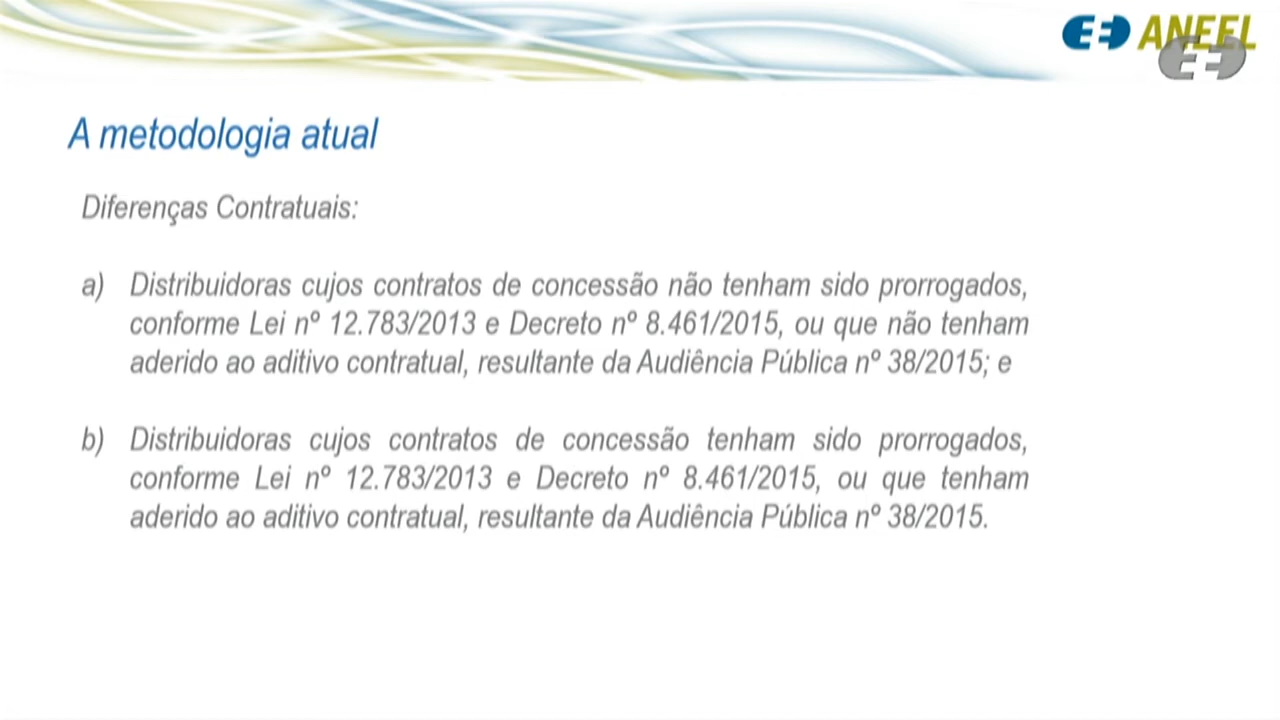 ANEEL
A metodologia atual
Diferenças Contratuais:
a) Distribuidoras cujos contratos de concessão não tenham sido prorrogados,
conforme Lei nº 12.783/2013 e Decreto nº 8.461/2015, ou que não tenham
aderido ao aditivo contratual, resultante da Audiência Pública nº 38/2015; e
b) Distribuidoras cujos contratos de concessão tenham sido prorrogados,
conforme Lei nº 12.783/2013 e Decreto nº 8.461/2015, ou que tenham
aderido ao aditivo contratual, resultante da Audiência Pública nº 38/2015.